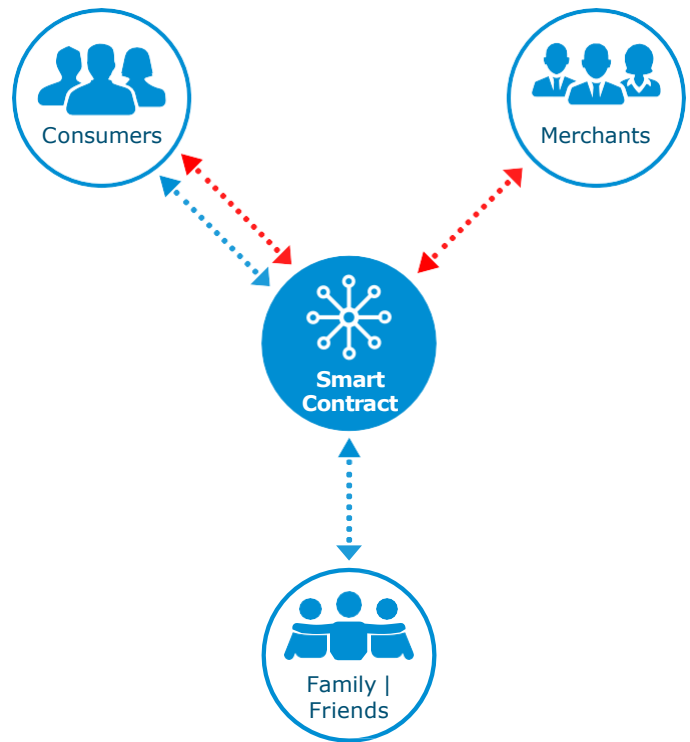 Consumers
Merchants
Smart
Contract
Family |
Friends